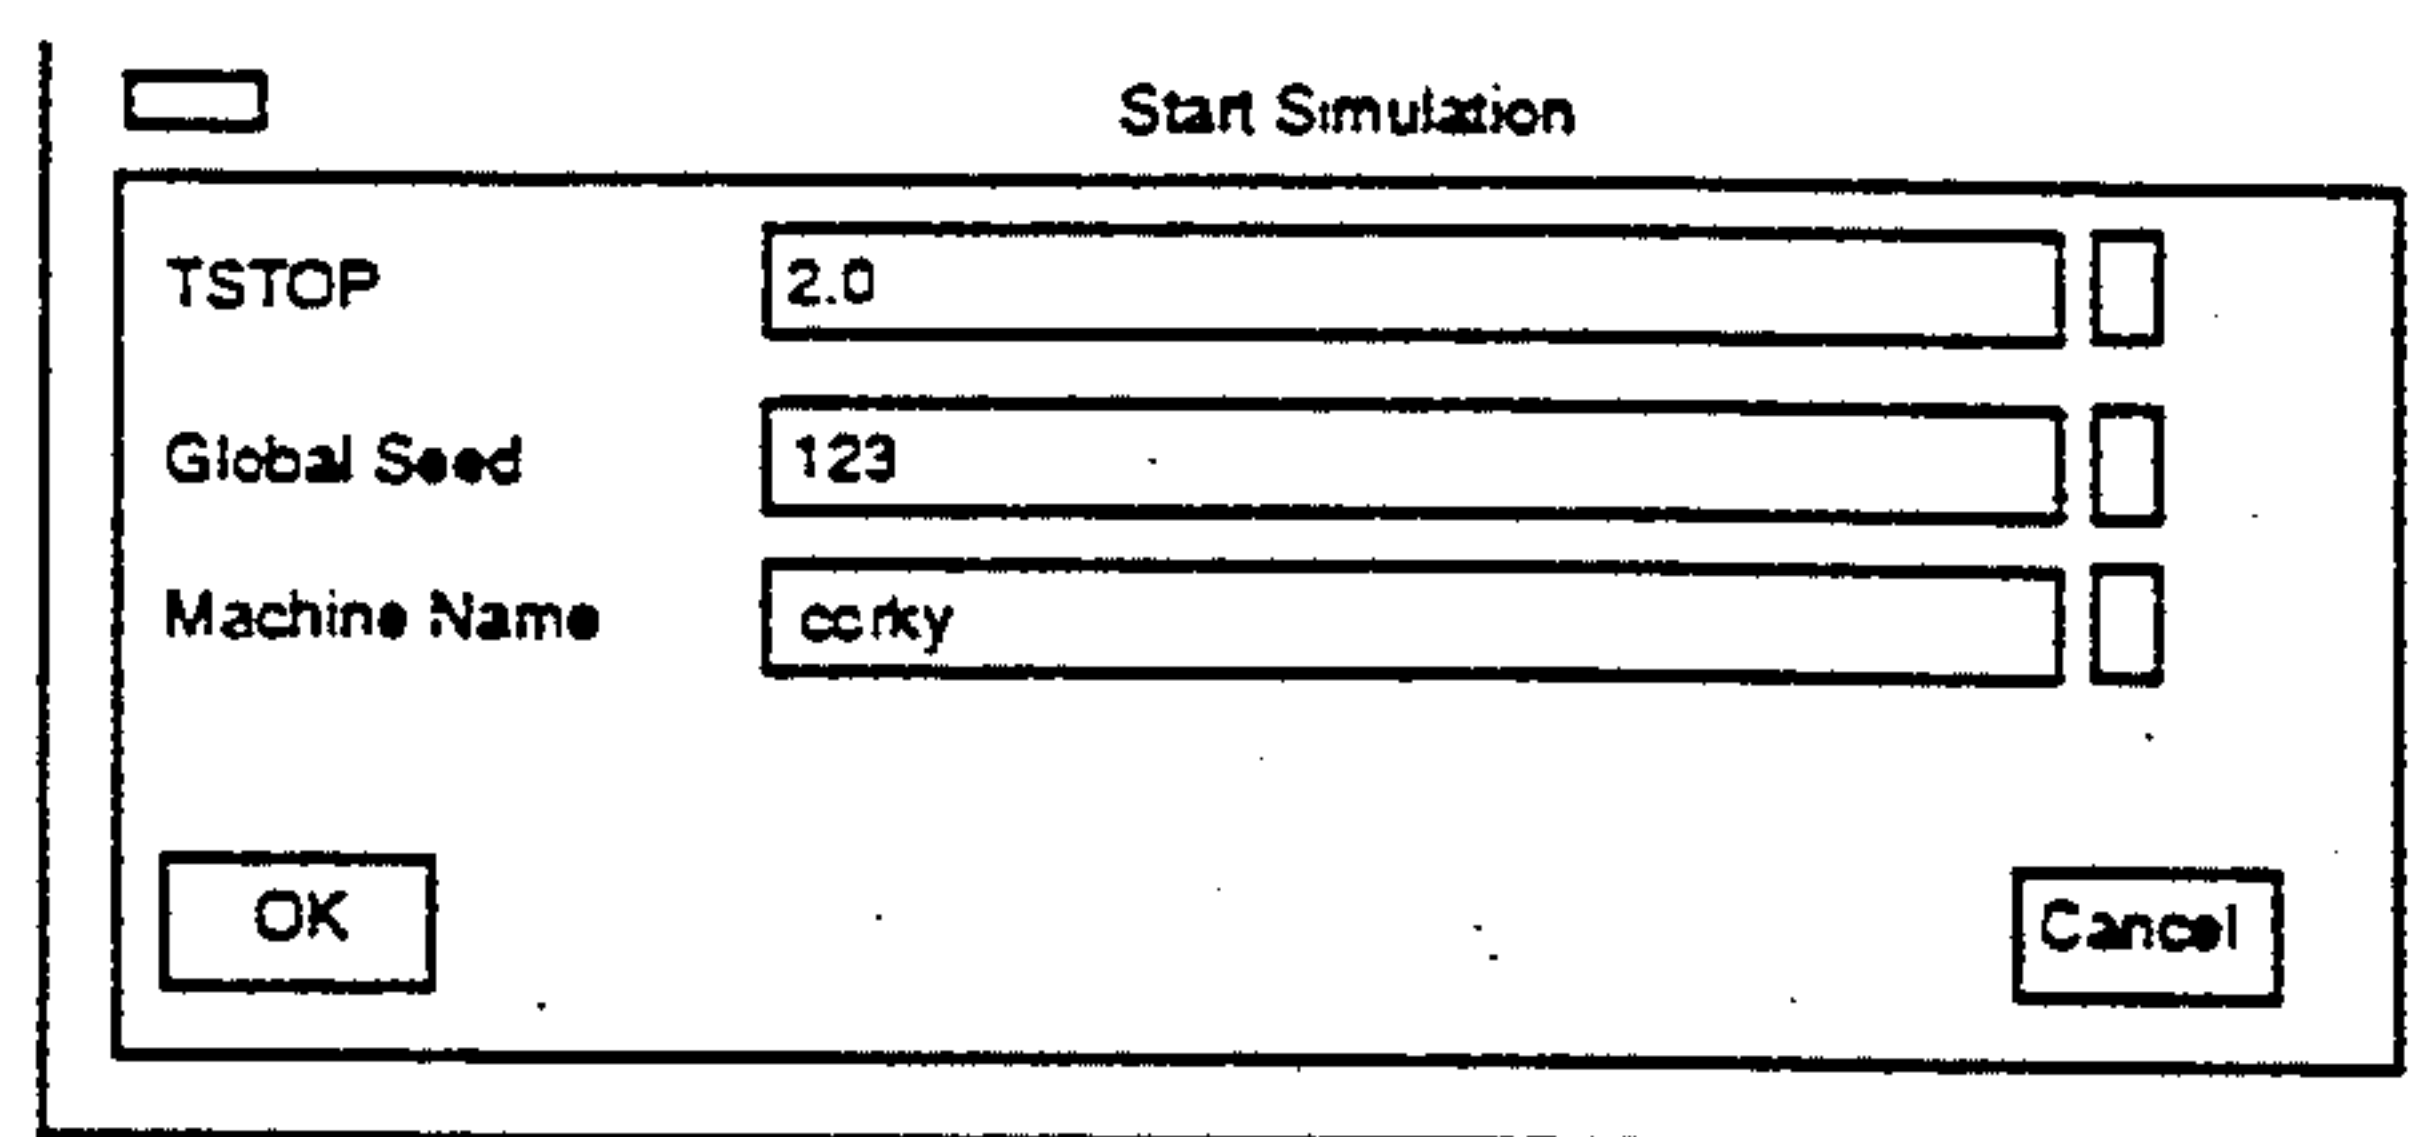 Start Simulation
TSTOP 2.0
Global Seed 123
Machine Name corky
OK Cancel